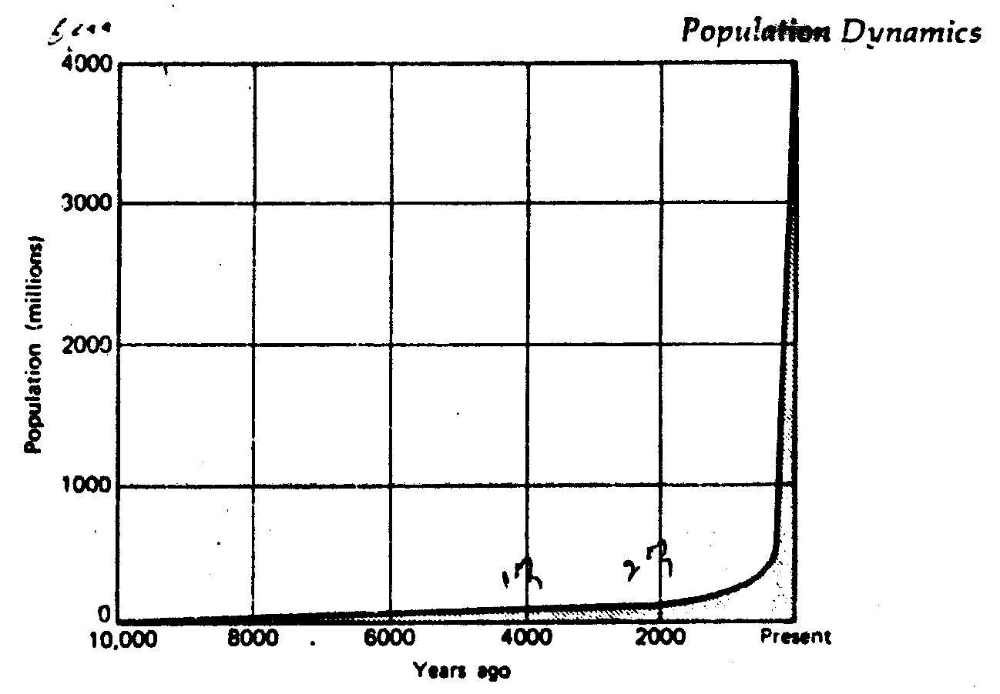 Population Dynamics
4000
3000
2000
1000
0
Population (millions)
10,000 8000 6000 4000 2000 Present
Years ago